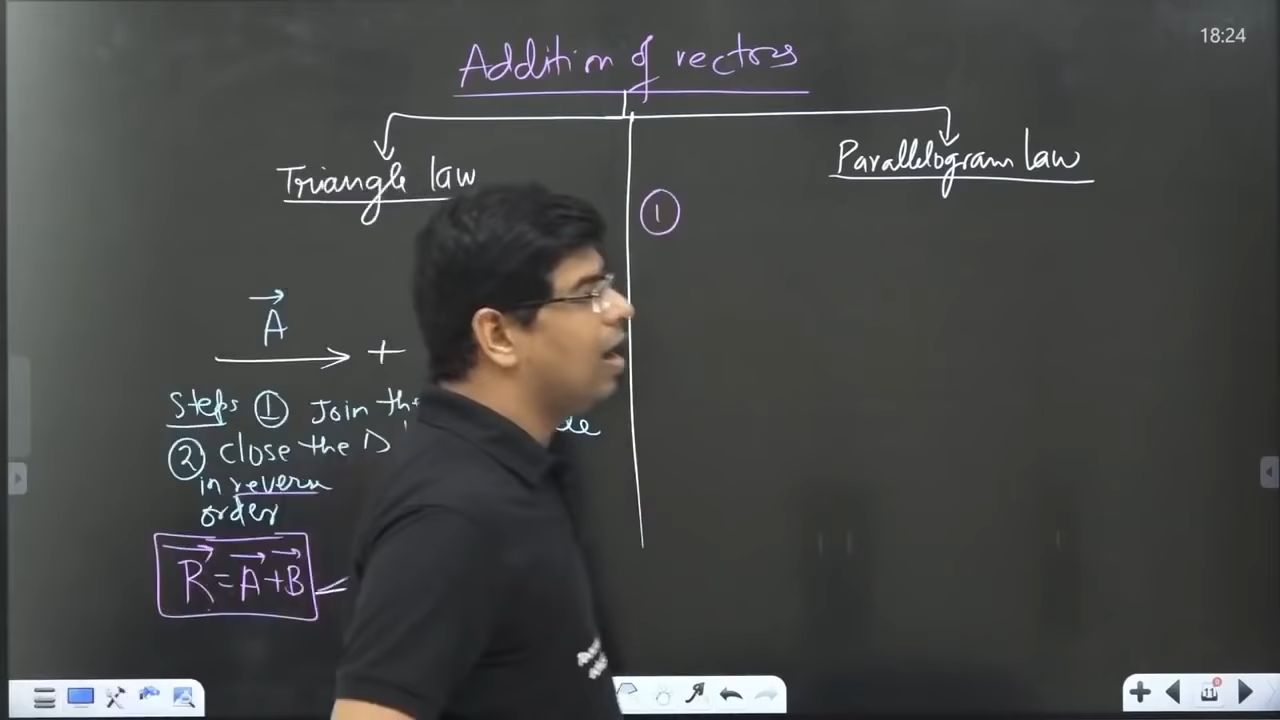 18:24
Addition of vectors
Triangle law
Parallelogram law
①
A
+
Steps ① Join the
② close the Δ
in reverse
order
R = A + B
11